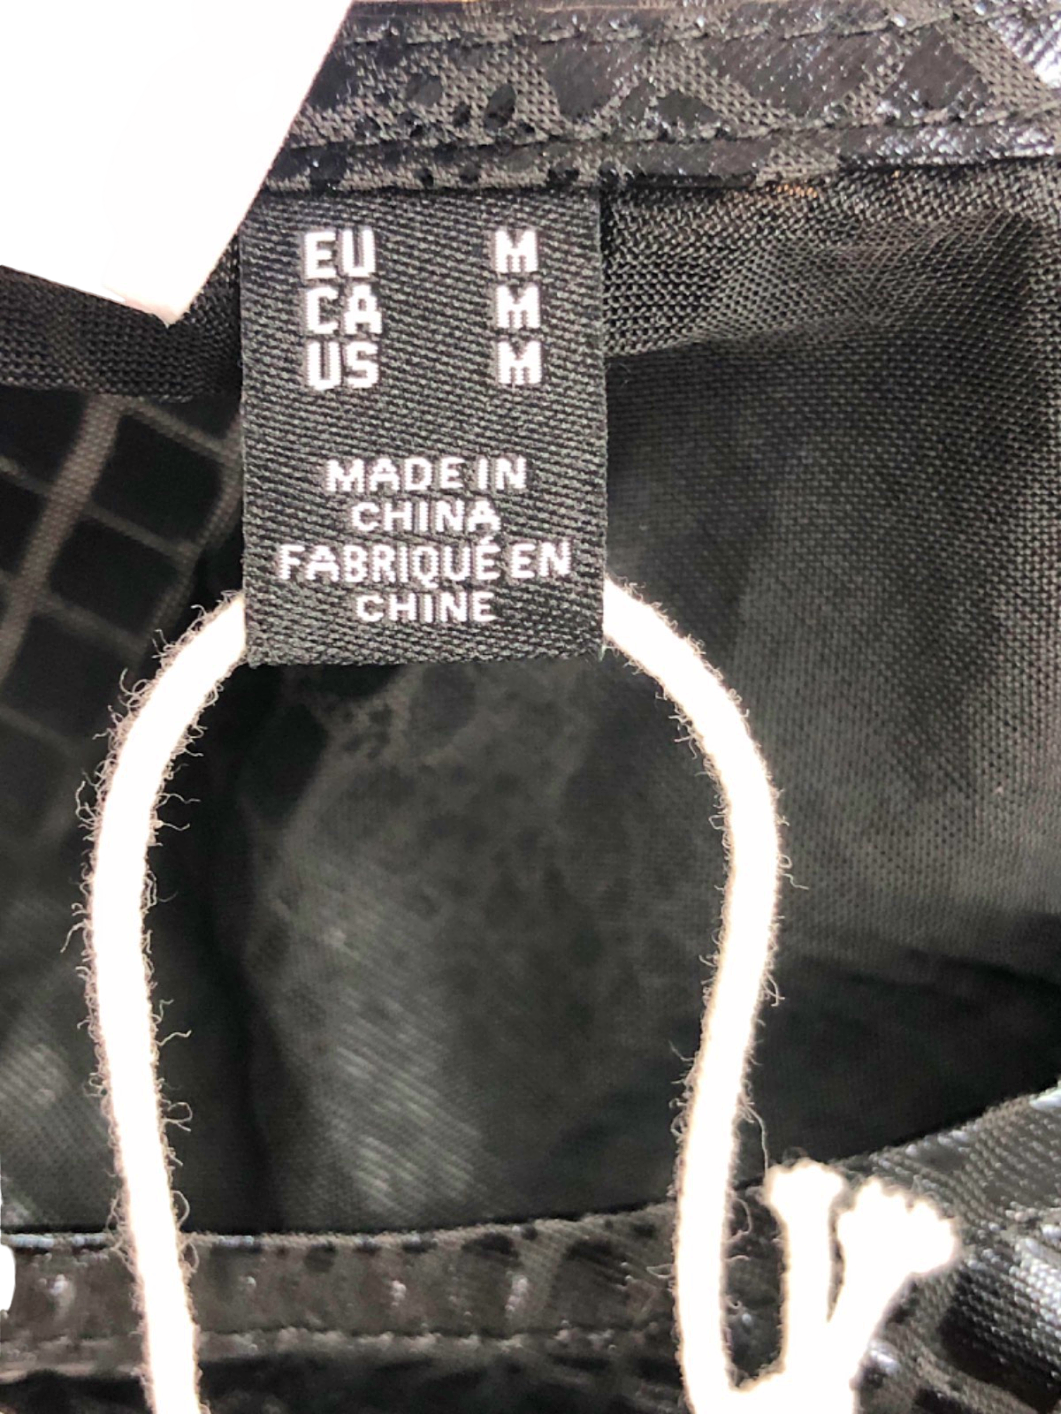 EU M
CA M
US M
MADE IN
CHINA
FABRIQUÉ EN
CHINE